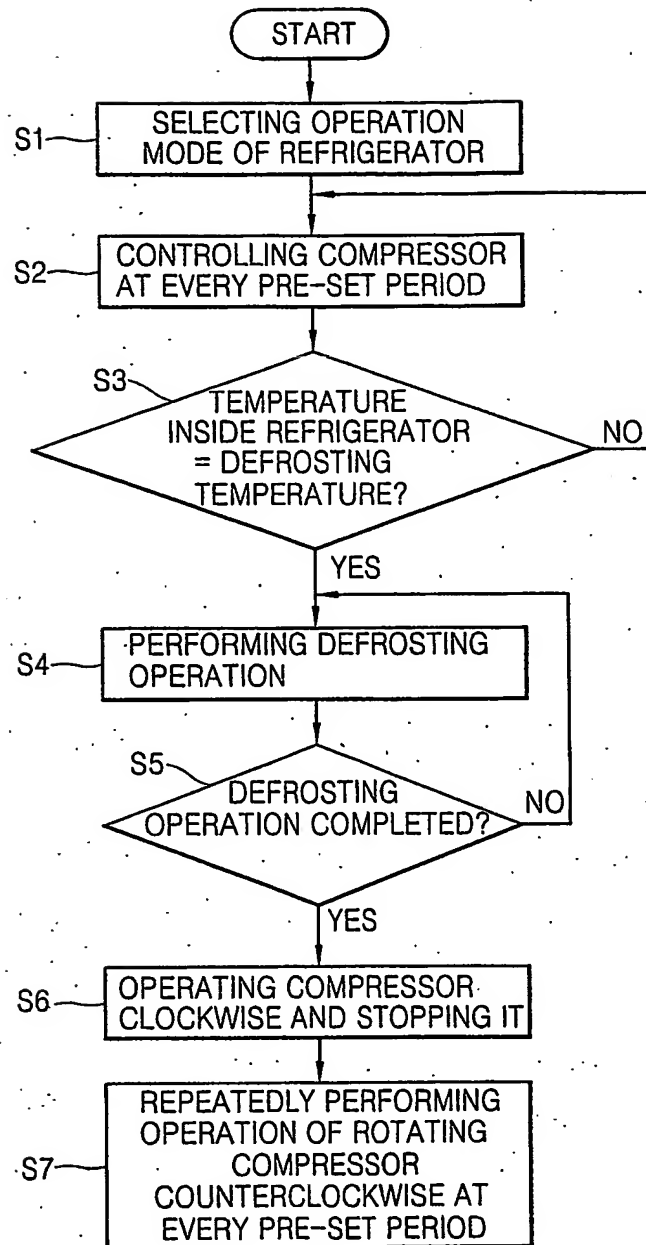 START
S1
SELECTING OPERATION
MODE OF REFRIGERATOR
S2
CONTROLLING COMPRESSOR
AT EVERY PRE-SET PERIOD
S3
TEMPERATURE
INSIDE REFRIGERATOR
= DEFROSTING
TEMPERATURE?
NO
YES
S4
PERFORMING DEFROSTING
OPERATION
S5
DEFROSTING
OPERATION COMPLETED?
NO
YES
S6
OPERATING COMPRESSOR
CLOCKWISE AND STOPPING IT
S7
REPEATEDLY PERFORMING
OPERATION OF ROTATING
COMPRESSOR
COUNTERCLOCKWISE AT
EVERY PRE-SET PERIOD